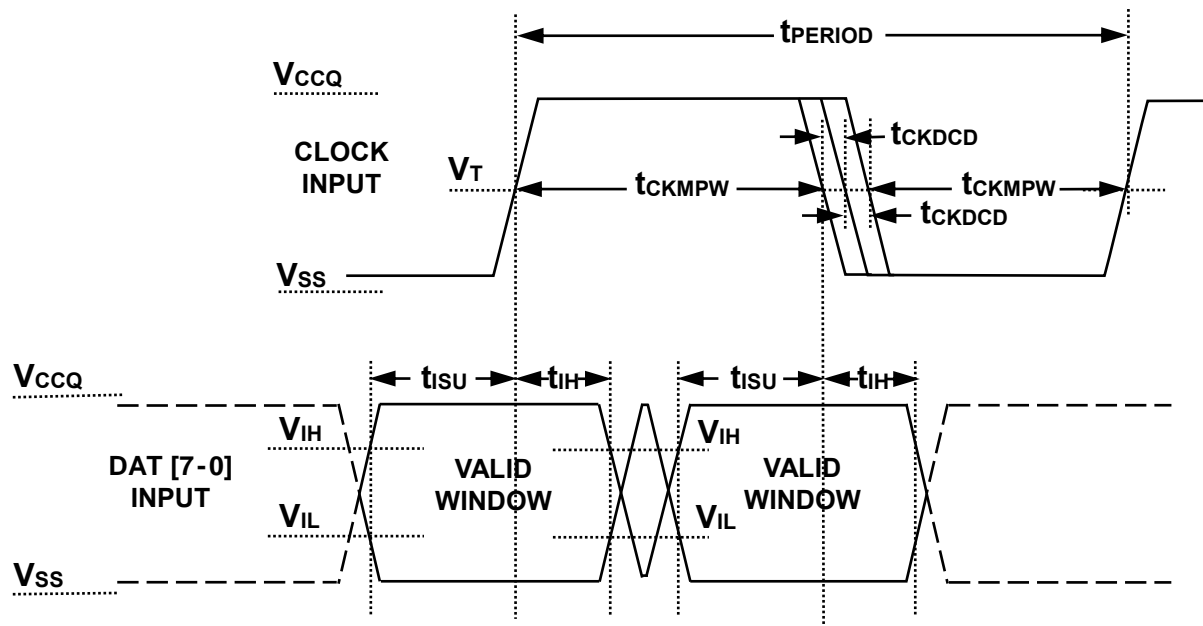 tPERIOD
VCCQ
CLOCK
INPUT
tCKDCD
VT
tCKMPW
tCKMPW
tCKDCD
VSS
VCCQ
tISU
tIH
tISU
tIH
VIH
VIH
DAT [7-0]
INPUT
VALID
WINDOW
VALID
WINDOW
VIL
VIL
VSS